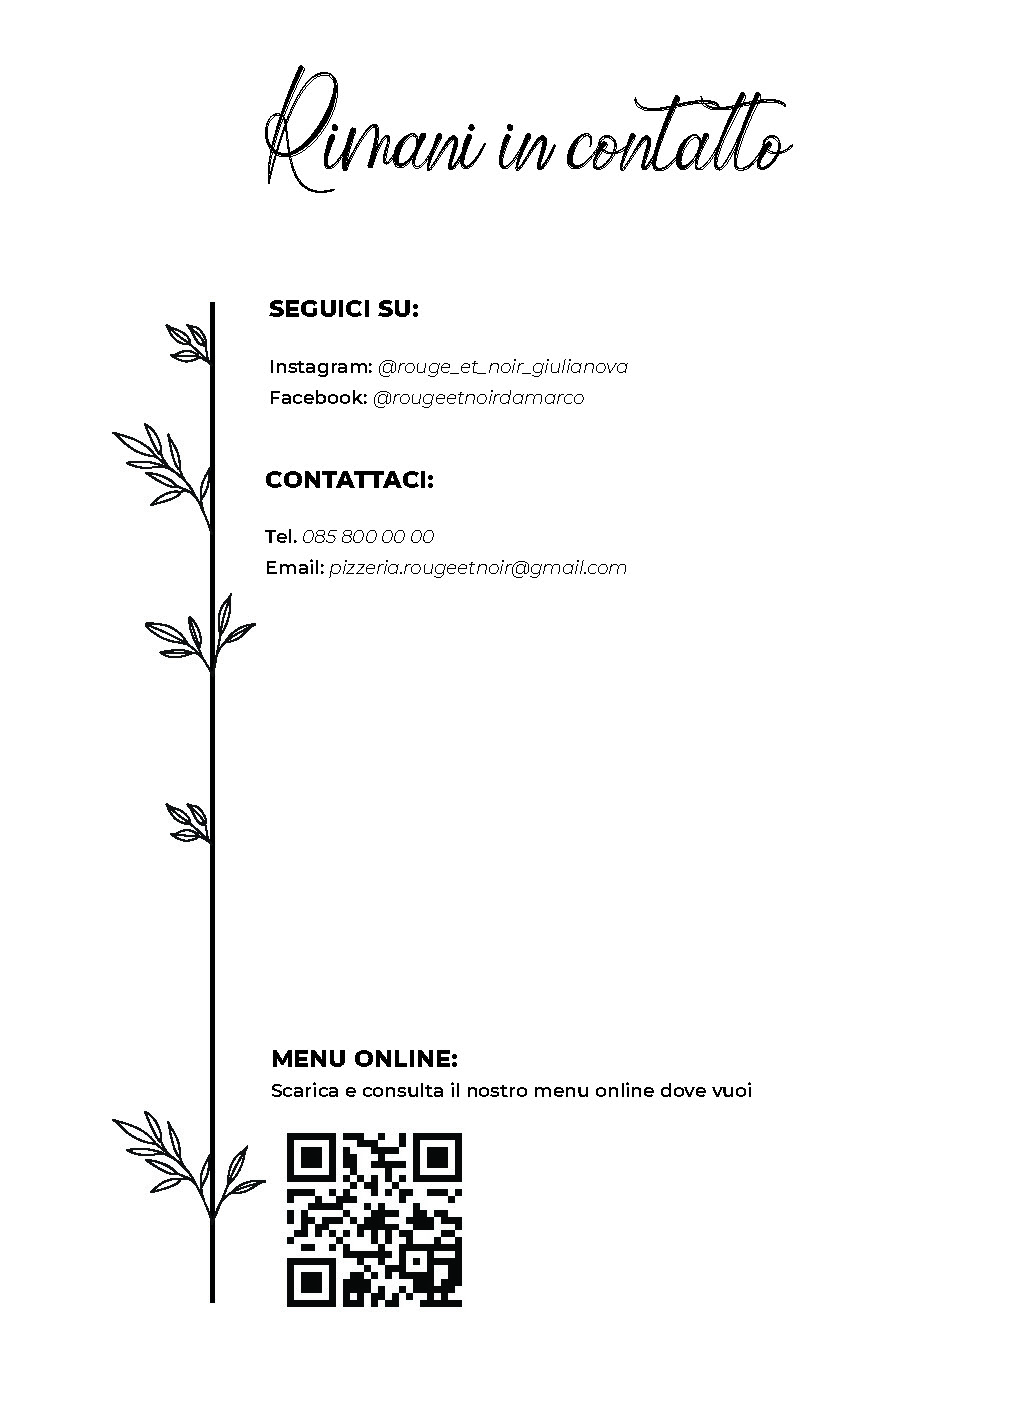 Rimani in contatto
SEGUICI SU:
Instagram: @rouge_et_noir_giulianova
Facebook: @rougeetnoirdamarco
CONTATTACI:
Tel. 085 800 00 00
Email: pizzeria.rougeetnoir@gmail.com
MENU ONLINE:
Scarica e consulta il nostro menu online dove vuoi